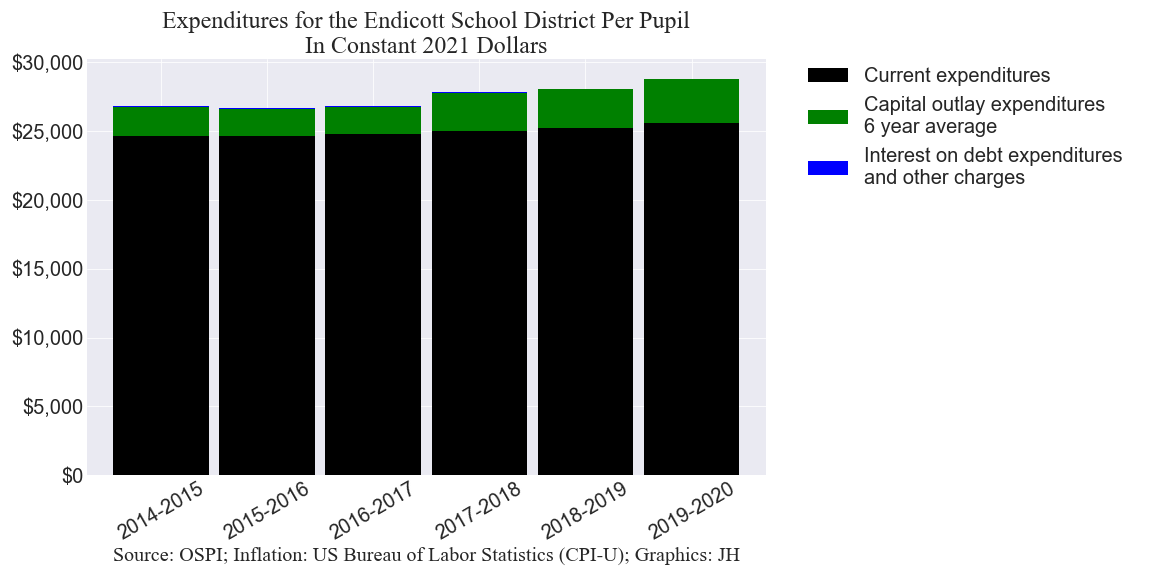 Expenditures for the Endicott School District Per Pupil
In Constant 2021 Dollars
$30,000
$25,000
$20,000
$15,000
$10,000
$5,000
$0
2014-2015
2015-2016
2016-2017
2017-2018
2018-2019
2019-2020
Current expenditures
Capital outlay expenditures
6 year average
Interest on debt expenditures
and other charges
Source: OSPI; Inflation: US Bureau of Labor Statistics (CPI-U); Graphics: JH